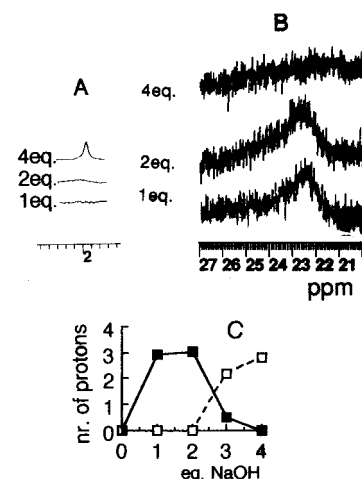 A
4eq.
2eq.
1eq.
2
B
4eq.
2eq.
1eq.
27 26 25 24 23 22 21
ppm
C
nr. of protons
4
3
2
1
0
0 1 2 3 4
eq. NaOH